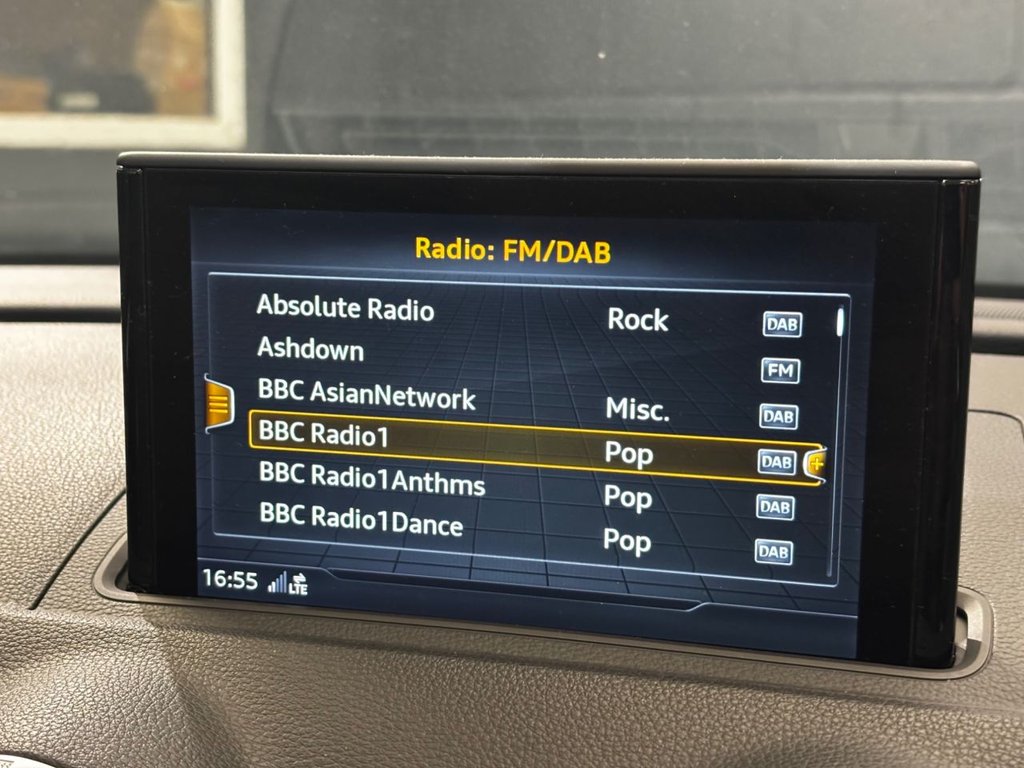 Radio: FM/DAB
Absolute Radio Rock DAB
Ashdown FM
BBC AsianNetwork Misc. DAB
BBC Radio1 Pop DAB +
BBC Radio1Anthms Pop DAB
BBC Radio1Dance Pop DAB
16:55 LTE